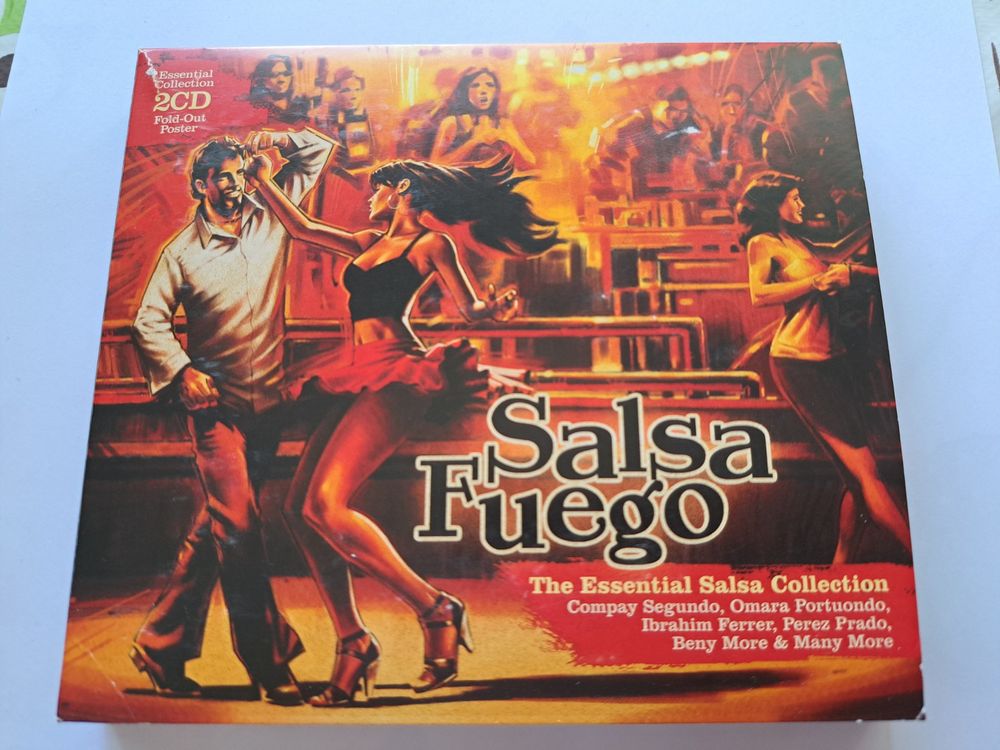 Essential
Collection
2CD
Fold-Out
Poster
Salsa
Fuego
The Essential Salsa Collection
Compay Segundo, Omara Portuondo,
Ibrahim Ferrer, Perez Prado,
Beny More & Many More